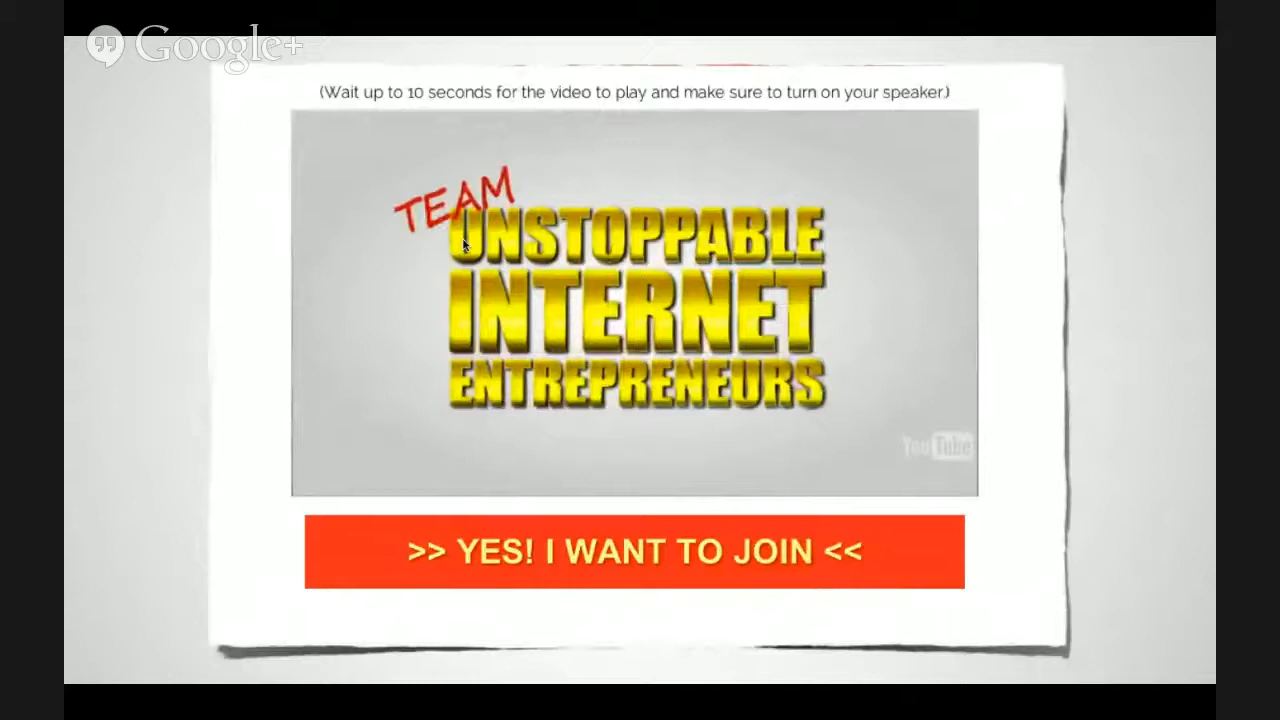 Google+
(Wait up to 10 seconds for the video to play and make sure to turn on your speaker.)
TEAM
UNSTOPPABLE
INTERNET
ENTREPRENEURS
YouTube
>> YES! I WANT TO JOIN <<